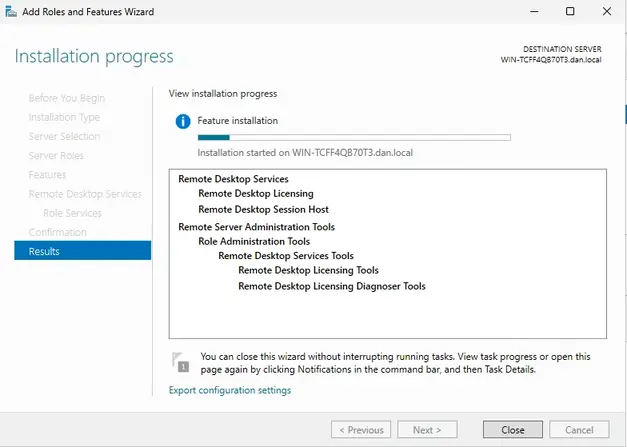 Add Roles and Features Wizard
Installation progress
DESTINATION SERVER
WIN-TCFF4QB70T3.dan.local
Before You Begin
Installation Type
Server Selection
Server Roles
Features
Remote Desktop Services
Role Services
Confirmation
Results
View installation progress
Feature installation
Installation started on WIN-TCFF4QB70T3.dan.local
Remote Desktop Services
Remote Desktop Licensing
Remote Desktop Session Host
Remote Server Administration Tools
Role Administration Tools
Remote Desktop Services Tools
Remote Desktop Licensing Tools
Remote Desktop Licensing Diagnoser Tools
1
You can close this wizard without interrupting running tasks. View task progress or open this
page again by clicking Notifications in the command bar, and then Task Details.
Export configuration settings
< Previous
Next >
Close
Cancel